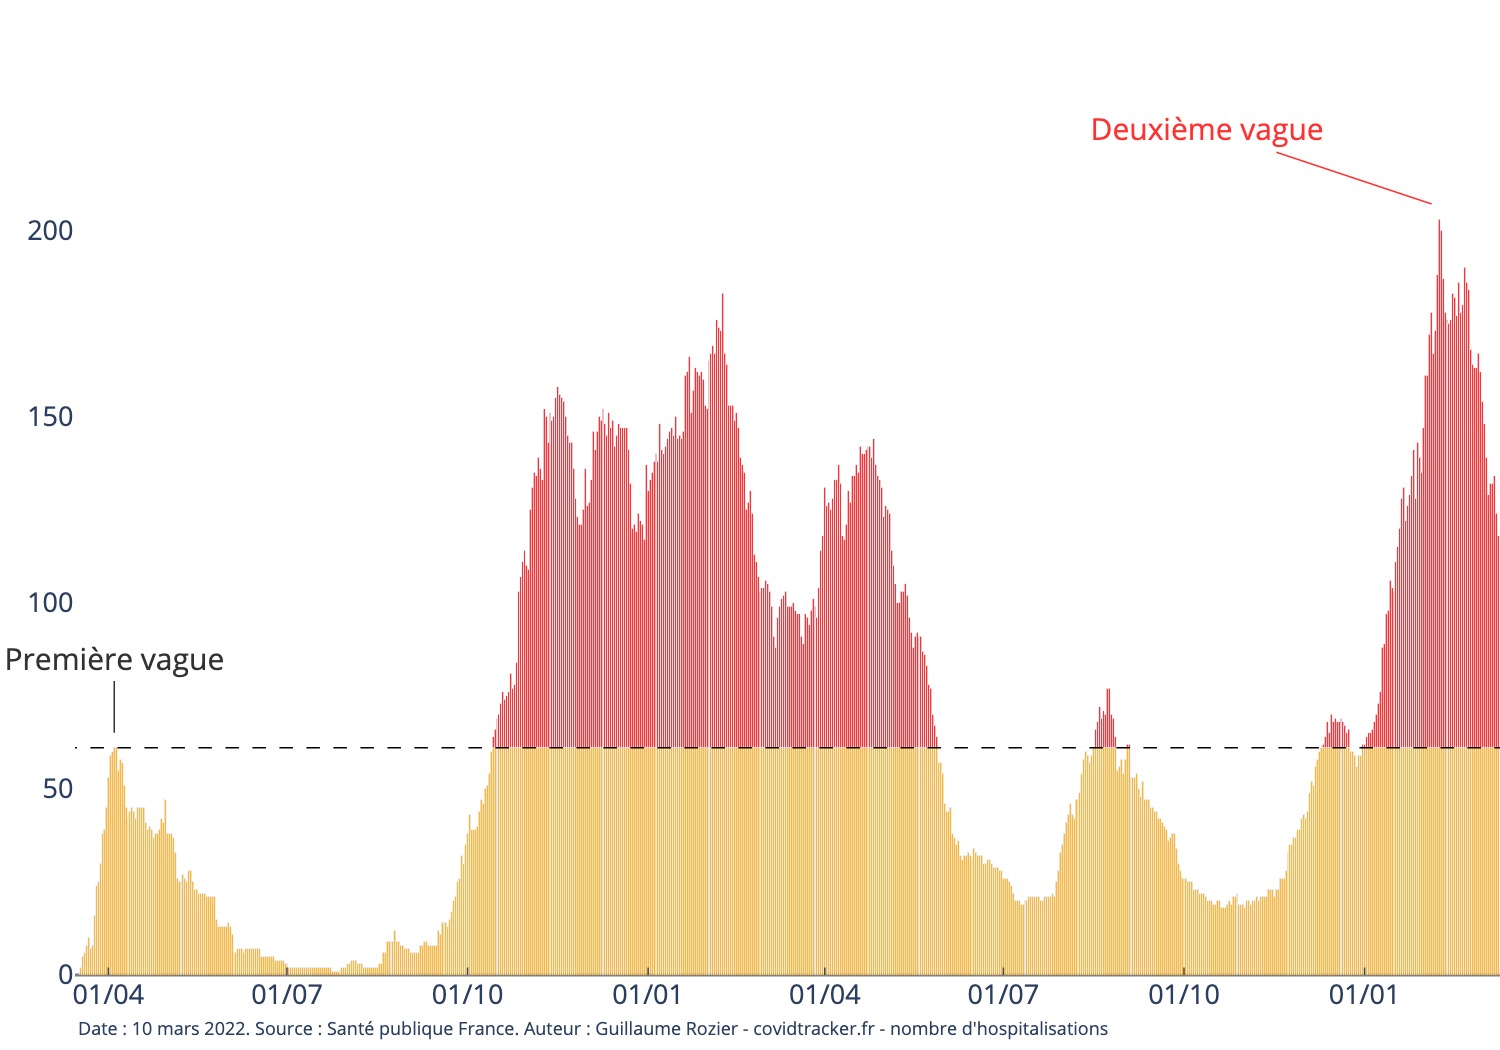 Deuxième vague
200
150
100
Première vague
50
0
01/04 01/07 01/10 01/01 01/04 01/07 01/10 01/01
Date : 10 mars 2022. Source : Santé publique France. Auteur : Guillaume Rozier - covidtracker.fr - nombre d'hospitalisations